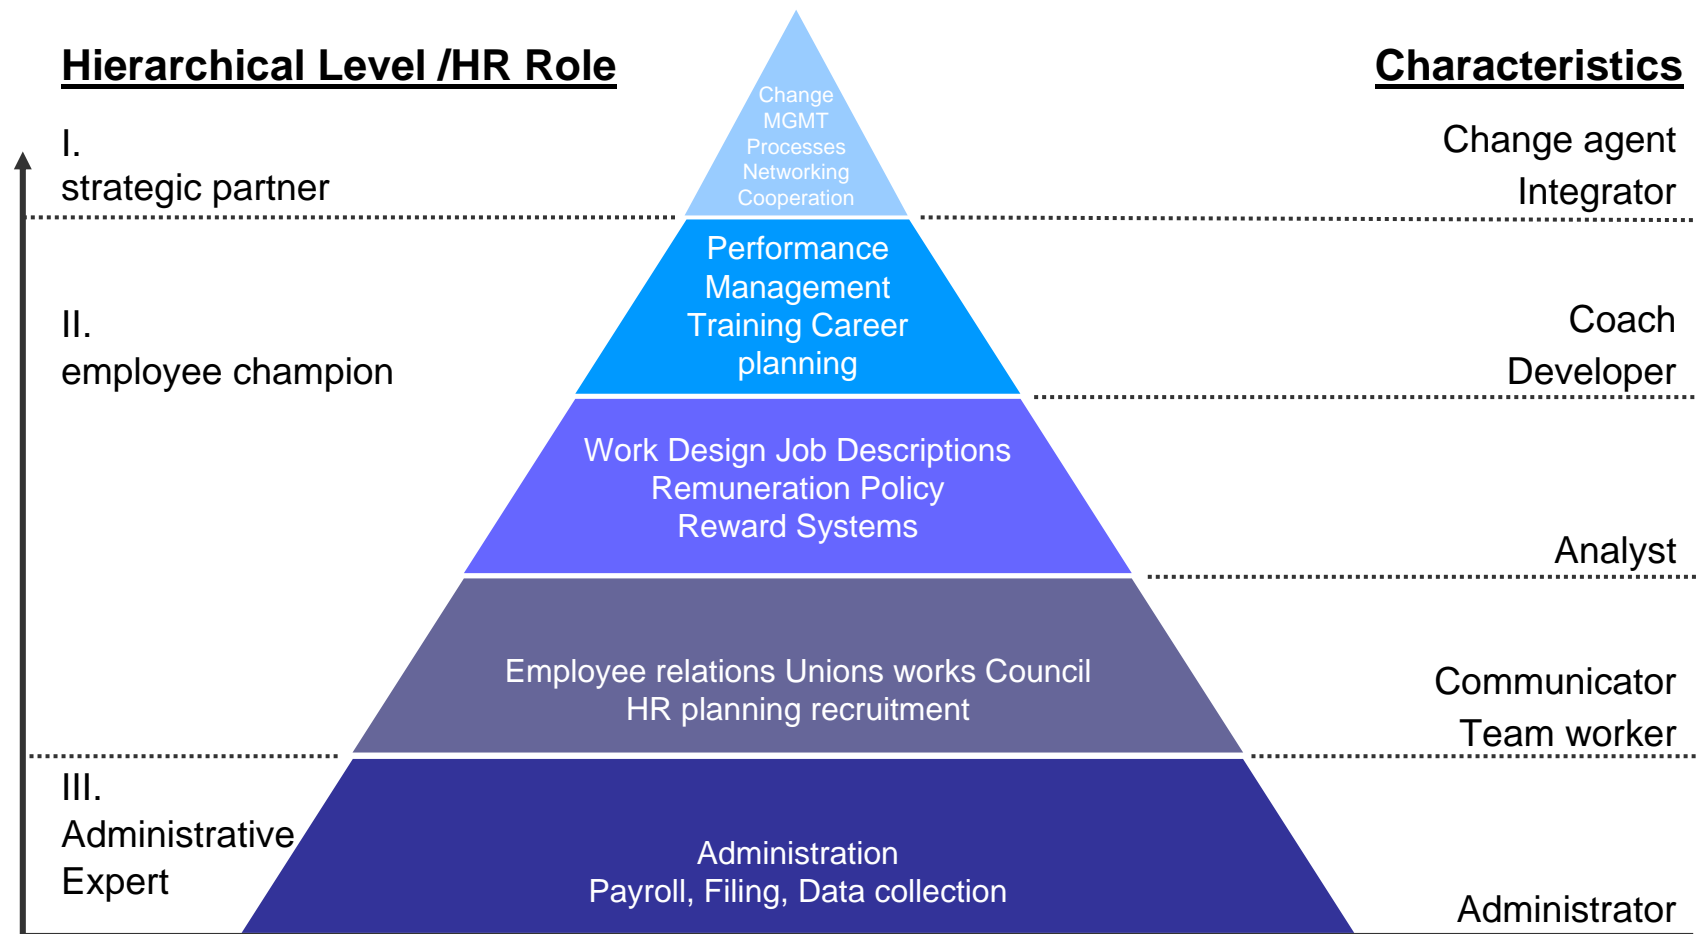 Hierarchical Level /HR Role
I.
strategic partner
II.
employee champion
III.
Administrative
Expert
Change
MGMT
Processes
Networking
Cooperation
Performance
Management
Training Career
planning
Work Design Job Descriptions
Remuneration Policy
Reward Systems
Employee relations Unions works Council
HR planning recruitment
Administration
Payroll, Filing, Data collection
Characteristics
Change agent
Integrator
Coach
Developer
Analyst
Communicator
Team worker
Administrator